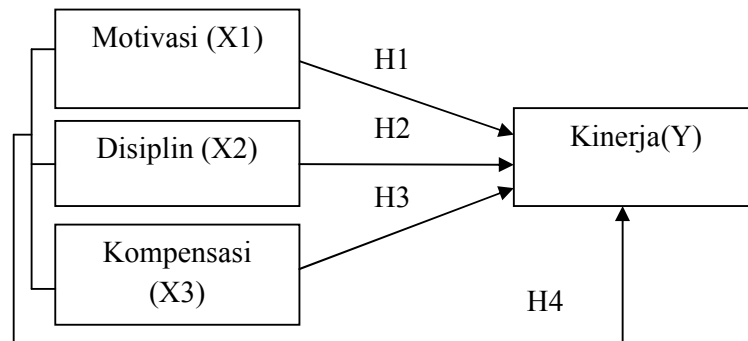 Motivasi (X1)
H1
H2
Kinerja(Y)
Disiplin (X2)
H3
Kompensasi
(X3)
H4